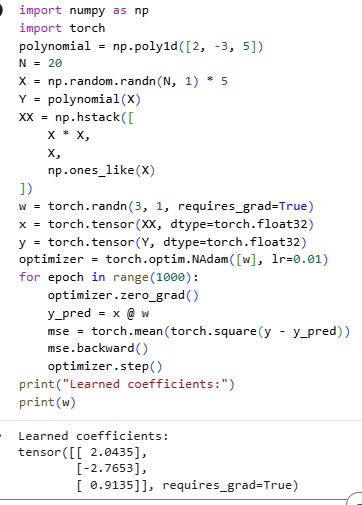 import numpy as np
import torch
polynomial = np.poly1d([2, -3, 5])
N = 20
X = np.random.randn(N, 1) * 5
Y = polynomial(X)
XX = np.hstack([
    X * X,
    X,
    np.ones_like(X)
])
w = torch.randn(3, 1, requires_grad=True)
x = torch.tensor(XX, dtype=torch.float32)
y = torch.tensor(Y, dtype=torch.float32)
optimizer = torch.optim.NAdam([w], lr=0.01)
for epoch in range(1000):
    optimizer.zero_grad()
    y_pred = x @ w
    mse = torch.mean(torch.square(y - y_pred))
    mse.backward()
    optimizer.step()
print("Learned coefficients:")
print(w)
Learned coefficients:
tensor([[ 2.0435],
        [-2.7653],
        [ 0.9135]], requires_grad=True)